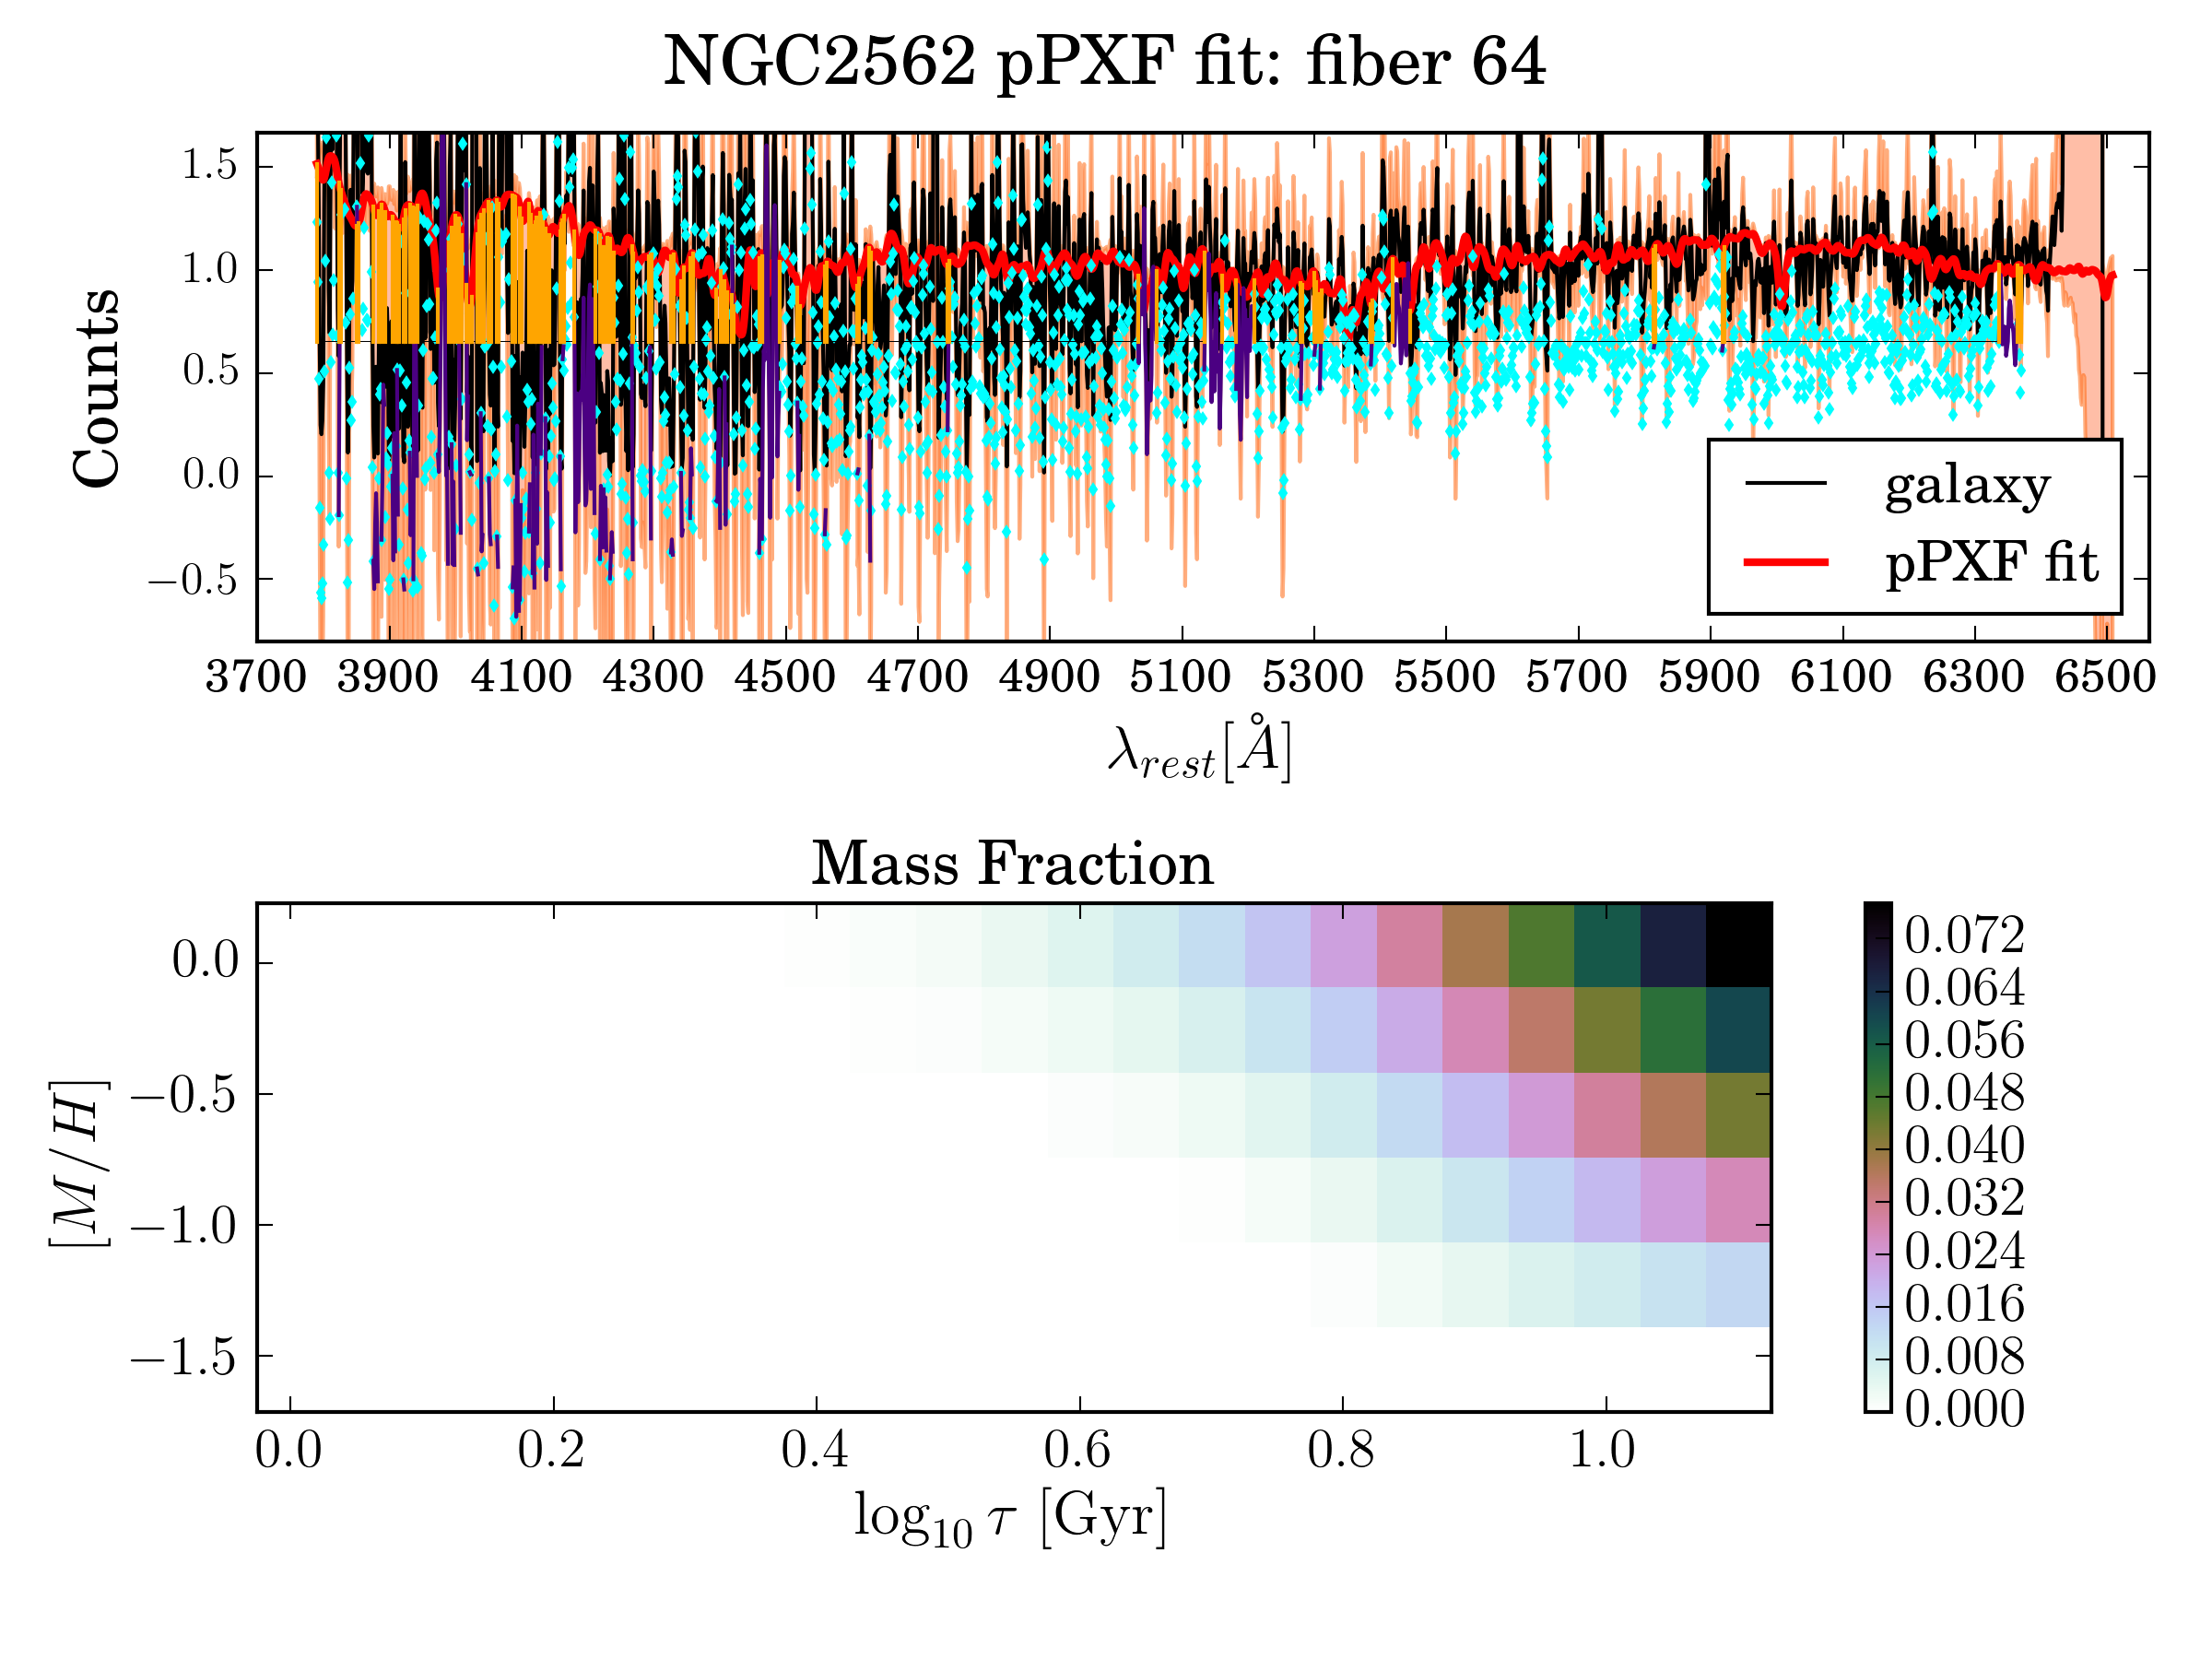 NGC2562 pPXF fit: fiber 64
Counts
1.5
1.0
0.5
0.0
−0.5
galaxy
pPXF fit
3700 3900 4100 4300 4500 4700 4900 5100 5300 5500 5700 5900 6100 6300 6500
λrest[Å]
Mass Fraction
[M/H]
0.0
−0.5
−1.0
−1.5
0.072
0.064
0.056
0.048
0.040
0.032
0.024
0.016
0.008
0.000
0.0 0.2 0.4 0.6 0.8 1.0
log10 τ [Gyr]